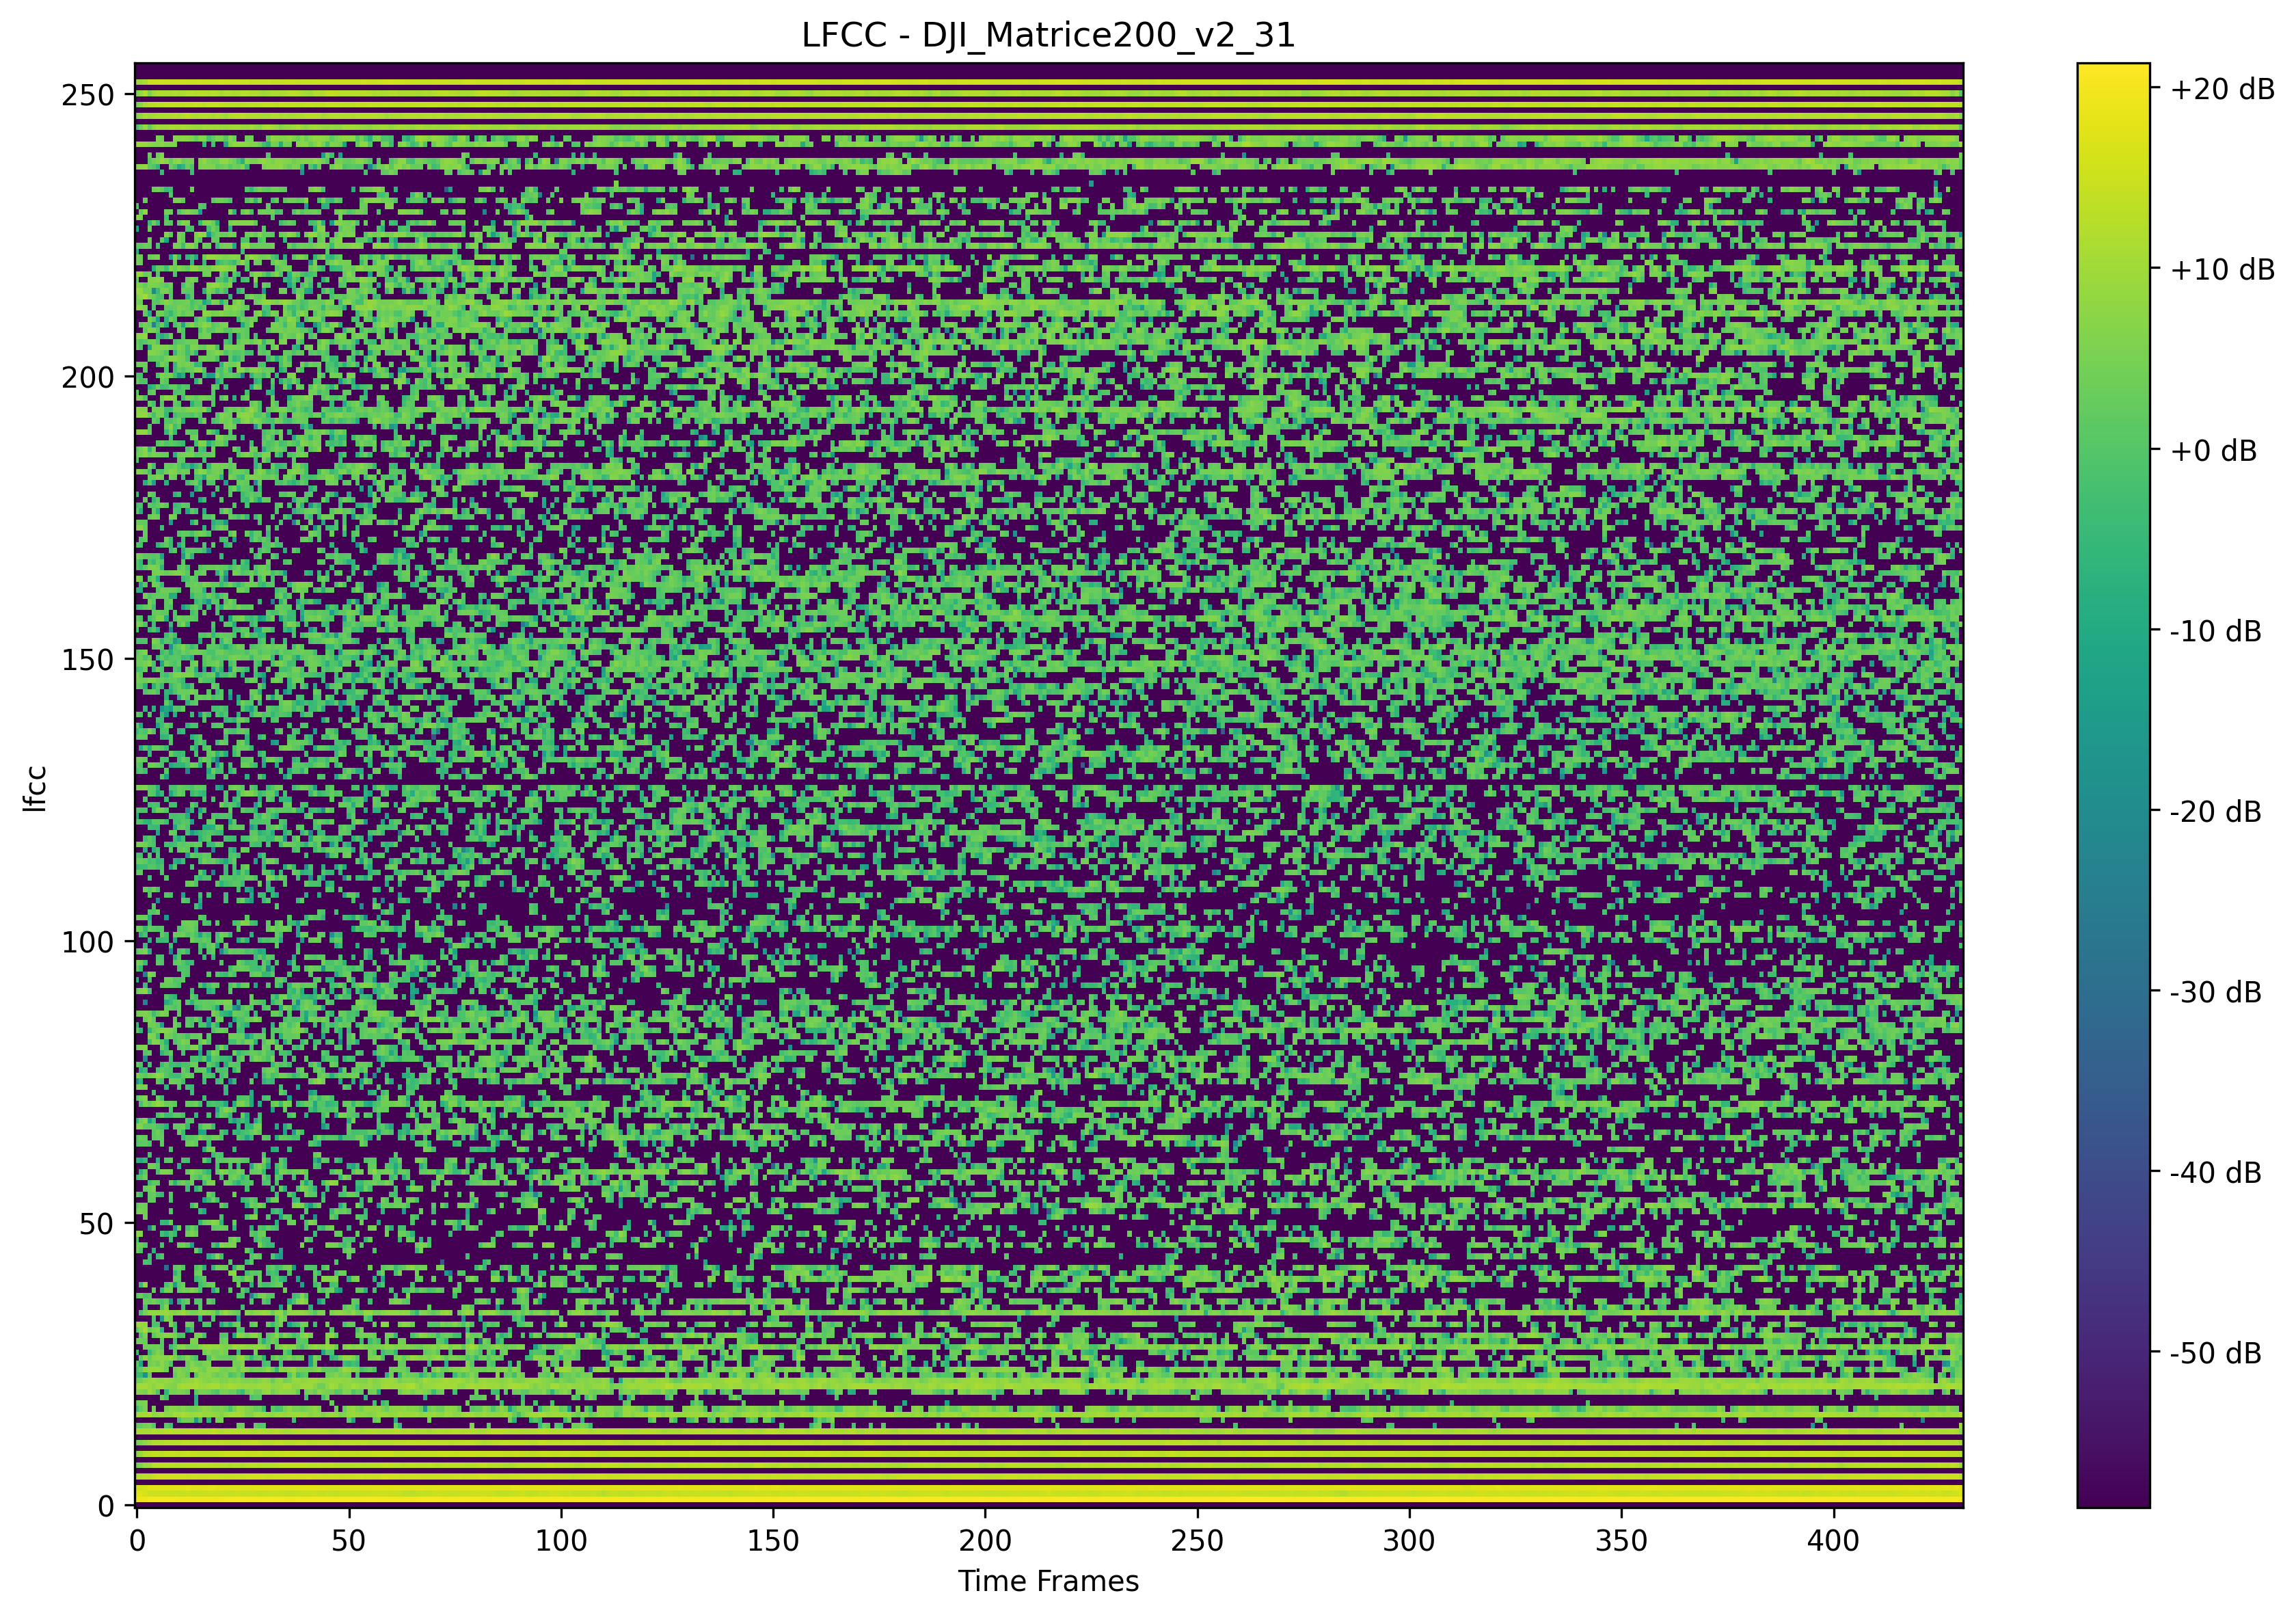 LFCC - DJI_Matrice200_v2_31
250
200
150
100
50
0
lfcc
0 50 100 150 200 250 300 350 400
Time Frames
+20 dB
+10 dB
+0 dB
-10 dB
-20 dB
-30 dB
-40 dB
-50 dB